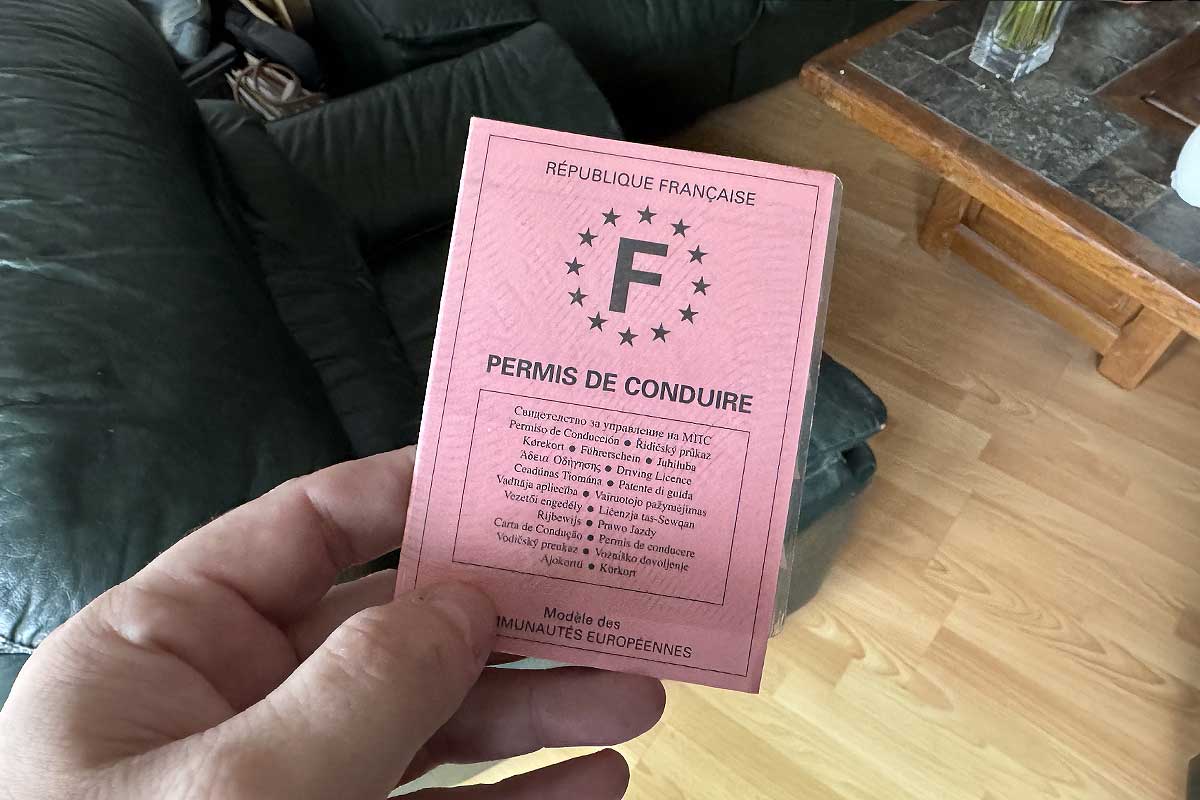 RÉPUBLIQUE FRANÇAISE
F
PERMIS DE CONDUIRE
Свидетелство за управление на МПС
Permiso de Conducción ● Řidičský průkaz
Kørekort ● Führerschein ● Juhiluba
Άδεια Οδήγησης ● Driving Licence
Ceadúnas Tiomána ● Patente di guida
Vadītāja apliecība ● Vairuotojo pažymėjimas
Vezetői engedély ● Liċenzja tas-Sewqan
Rijbewijs ● Prawo Jazdy
Carta de Condução ● Permis de conducere
Vodičský preukaz ● Vozniško dovoljenje
Ajokortti ● Körkort
Modèle des
MUNAUTÉS EUROPÉENNES